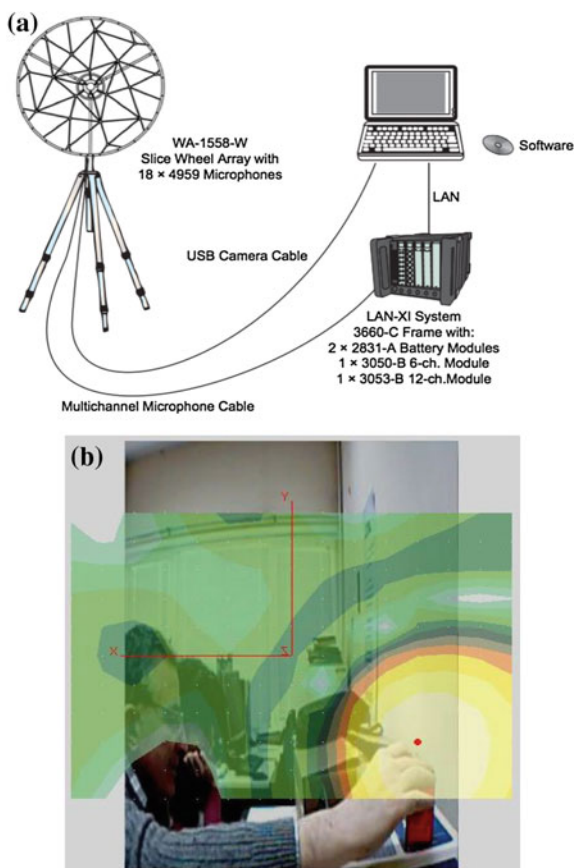 (a)
WA-1558-W
Slice Wheel Array with
18 × 4959 Microphones
Software
LAN
USB Camera Cable
LAN-XI System
3660-C Frame with:
2 × 2831-A Battery Modules
1 × 3050-B 6-ch. Module
1 × 3053-B 12-ch.Module
Multichannel Microphone Cable
(b)
Y
X
Z